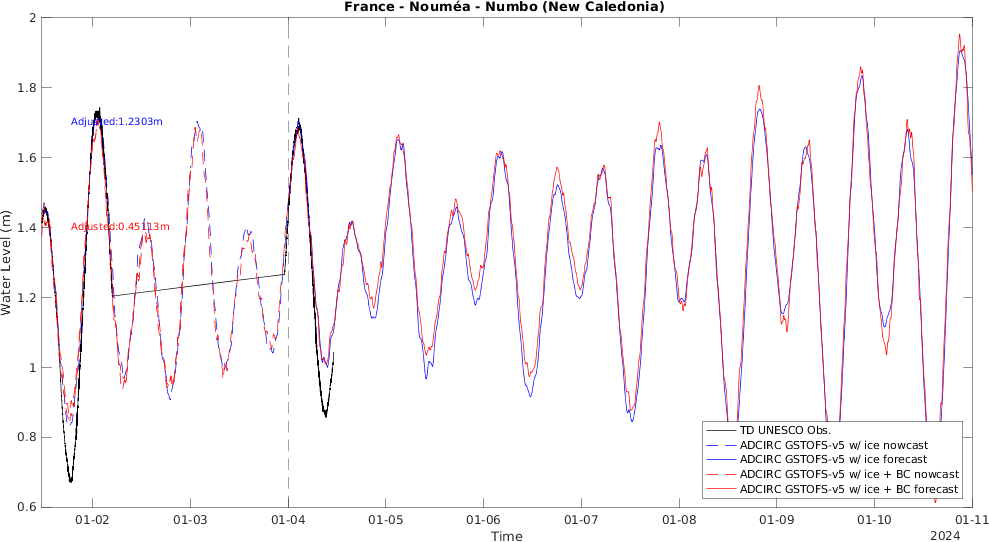 France - Nouméa - Numbo (New Caledonia)
Water Level (m)
2
1.8
1.6
1.4
1.2
1
0.8
0.6
Adjusted:1.2303m
Adjusted:0.45113m
TD UNESCO Obs.
ADCIRC GSTOFS-v5 w/ ice nowcast
ADCIRC GSTOFS-v5 w/ ice forecast
ADCIRC GSTOFS-v5 w/ ice + BC nowcast
ADCIRC GSTOFS-v5 w/ ice + BC forecast
01-02 01-03 01-04 01-05 01-06 01-07 01-08 01-09 01-10 01-11
Time
2024